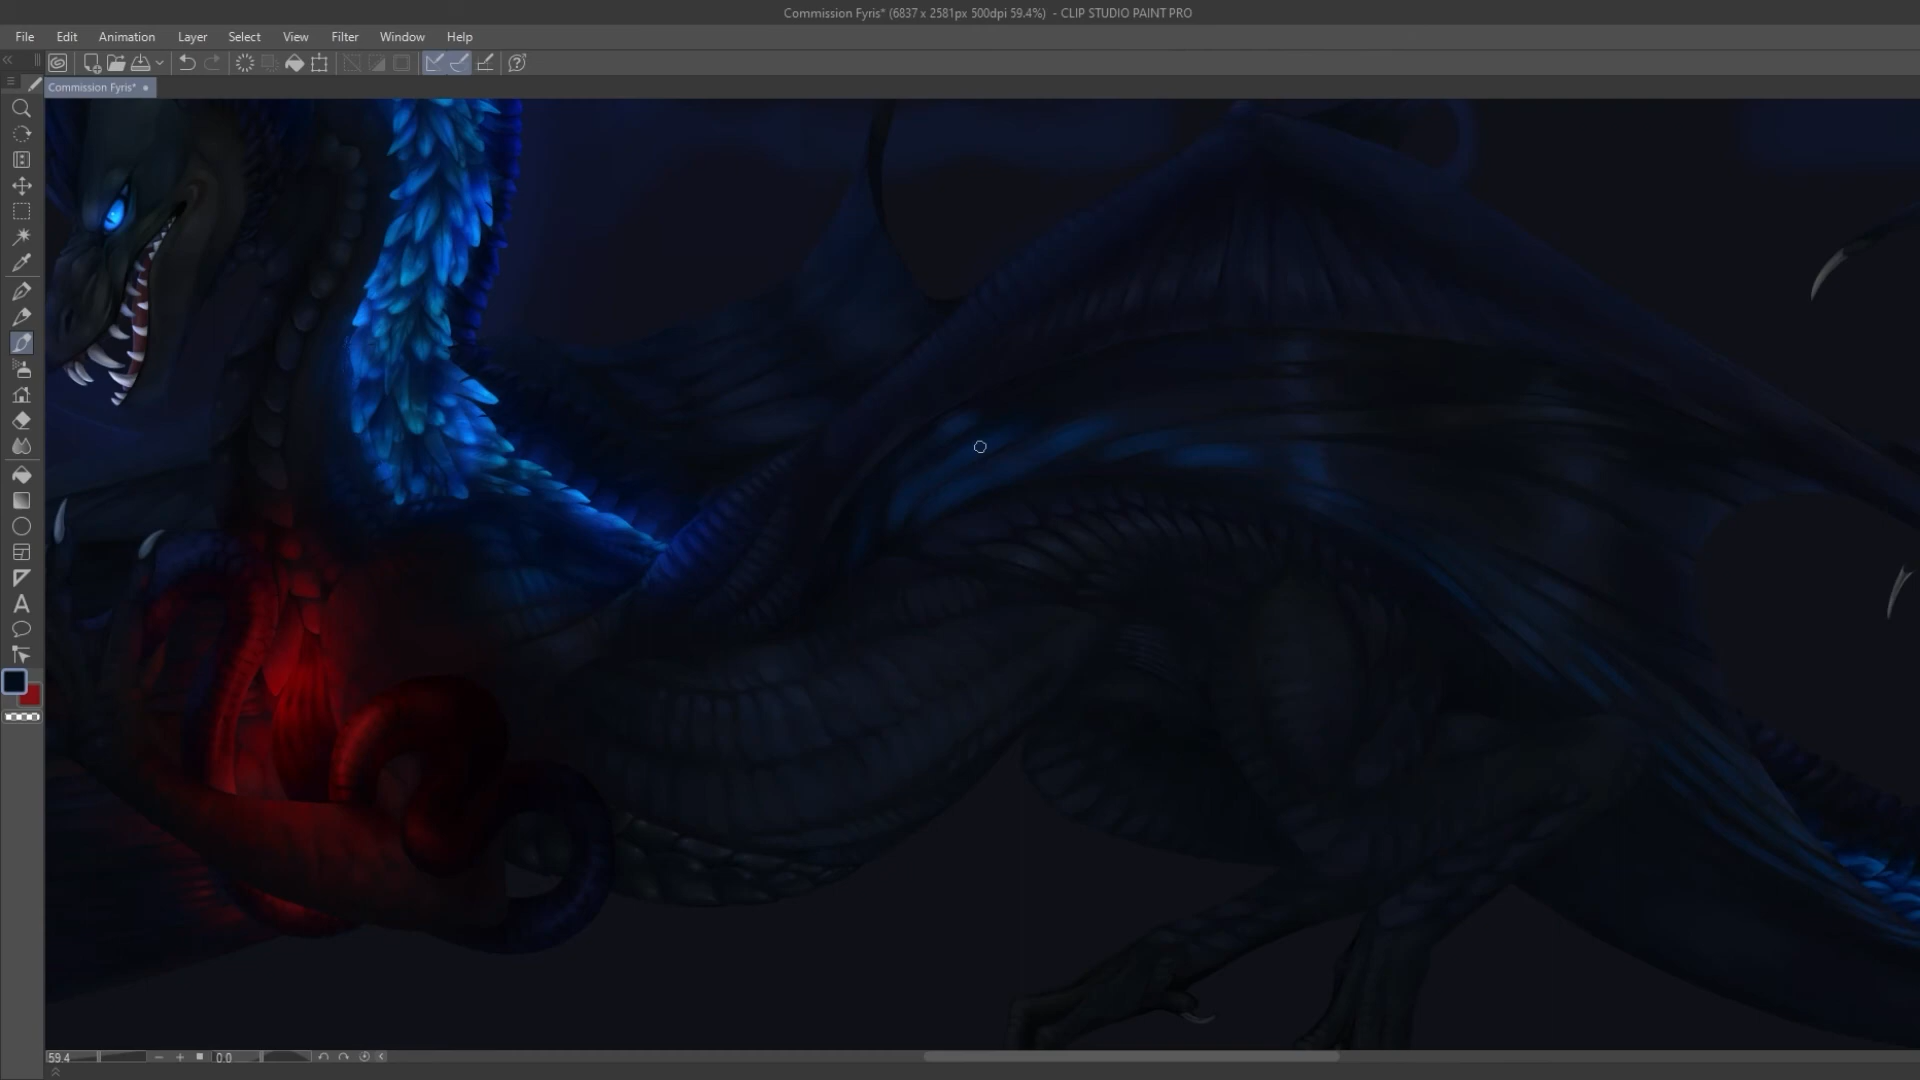 Commission Fyris* (6837 x 2581px 500dpi 59.4%) - CLIP STUDIO PAINT PRO
File Edit Animation Layer Select View Filter Window Help
Commission Fyris*
59.4
0.0